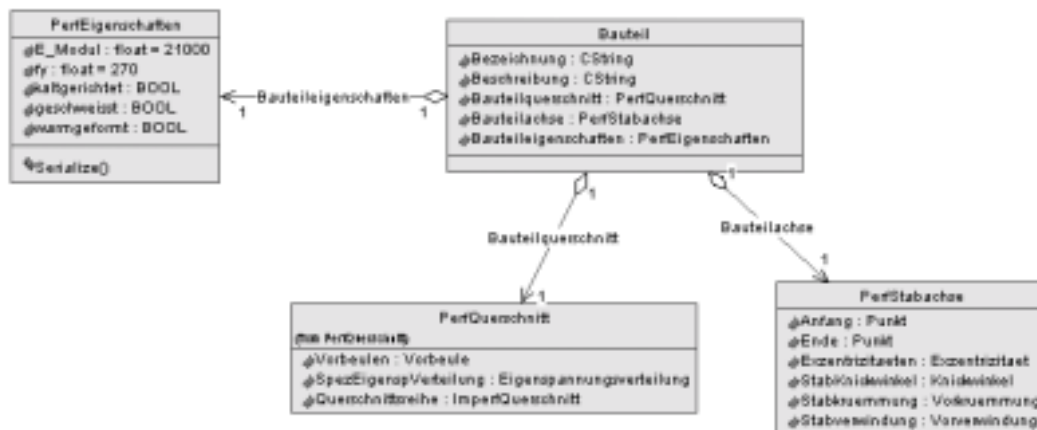 PerfEigenschaften
E_Modul : float = 21000
fy : float = 270
kaltgerichtet : BOOL
geschweisst : BOOL
warmgeformt : BOOL
Serialize()
Bauteileigenschaften
1
1
Bauteil
Bezeichnung : CString
Beschreibung : CString
Bauteilquerschnitt : PerfQuerschnitt
Bauteilachse : PerfStabachse
Bauteileigenschaften : PerfEigenschaften
1
1
Bauteilquerschnitt
Bauteilachse
1
1
PerfQuerschnitt
(from PerfQuerschnitt)
Vorbeulen : Vorbeule
SpezEigenspVerteilung : Eigenspannungsverteilung
Querschnittsreihe : ImperfQuerschnitt
PerfStabachse
Anfang : Punkt
Ende : Punkt
Exzentrizitaeten : Exzentrizitaet
StabKnickwinkel : Knickwinkel
Stabkruemmung : Vorkruemmung
Stabverwindung : Vorverwindung